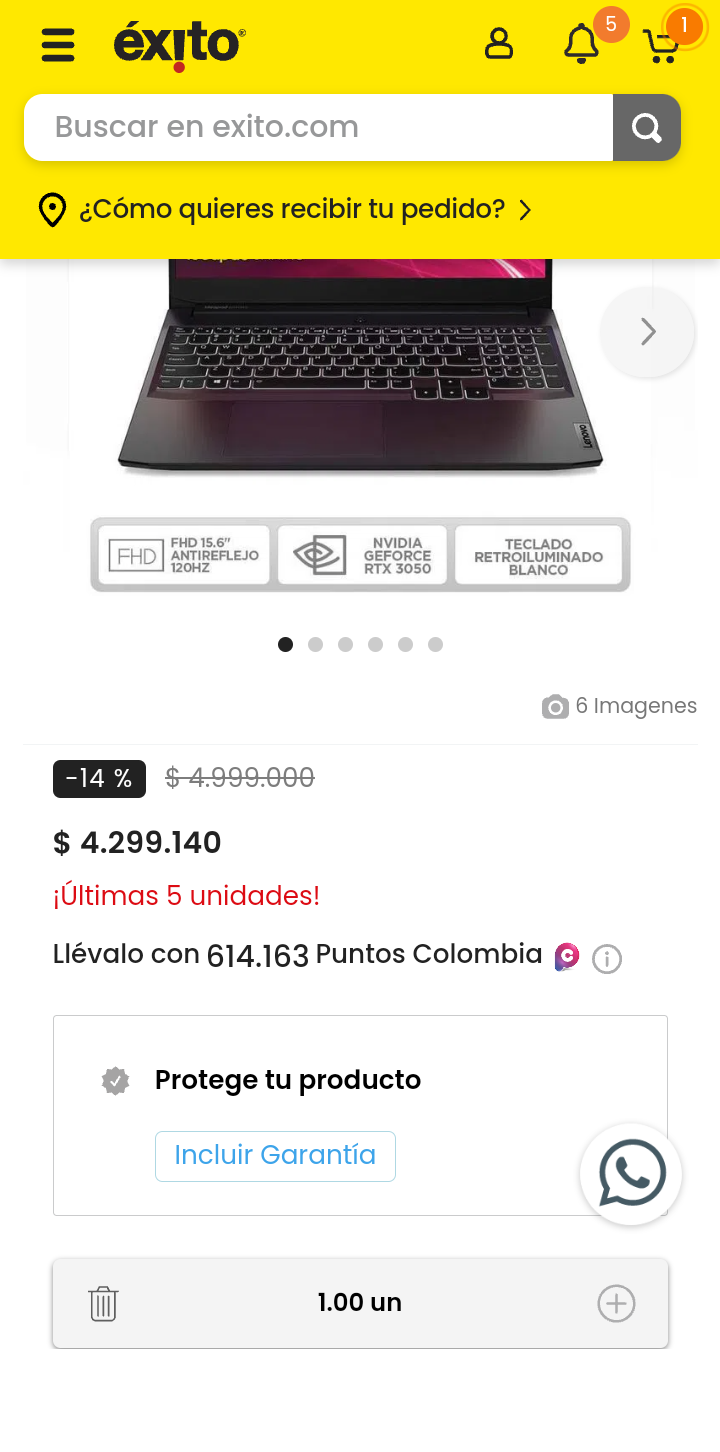 éxito®
5
1
Buscar en exito.com
¿Cómo quieres recibir tu pedido?
Lenovo
FHD
FHD 15.6"
ANTIREFLEJO
120HZ
NVIDIA
GEFORCE
RTX 3050
TECLADO
RETROILUMINADO
BLANCO
6 Imagenes
-14 %
$ 4.999.000
$ 4.299.140
¡Últimas 5 unidades!
Llévalo con 614.163 Puntos Colombia
Protege tu producto
Incluir Garantía
1.00 un